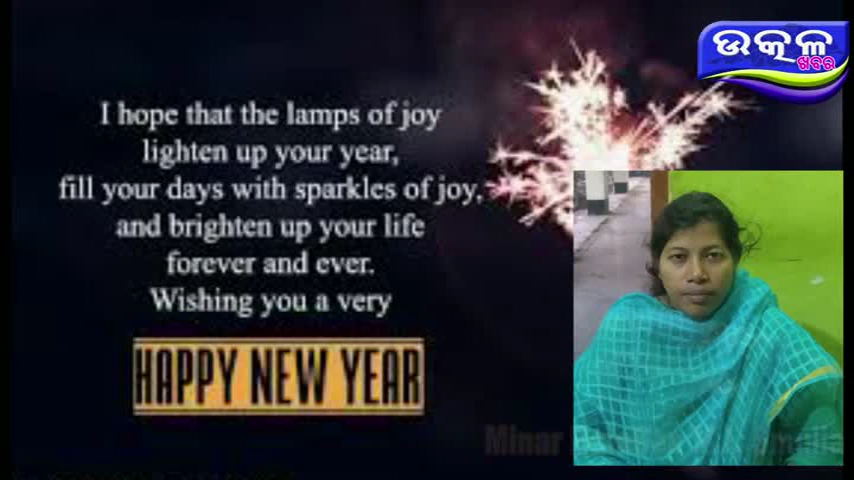 ଉତ୍କଳ
ଖବର
I hope that the lamps of joy
lighten up your year,
fill your days with sparkles of joy,
and brighten up your life
forever and ever.
Wishing you a very
HAPPY NEW YEAR
Minar